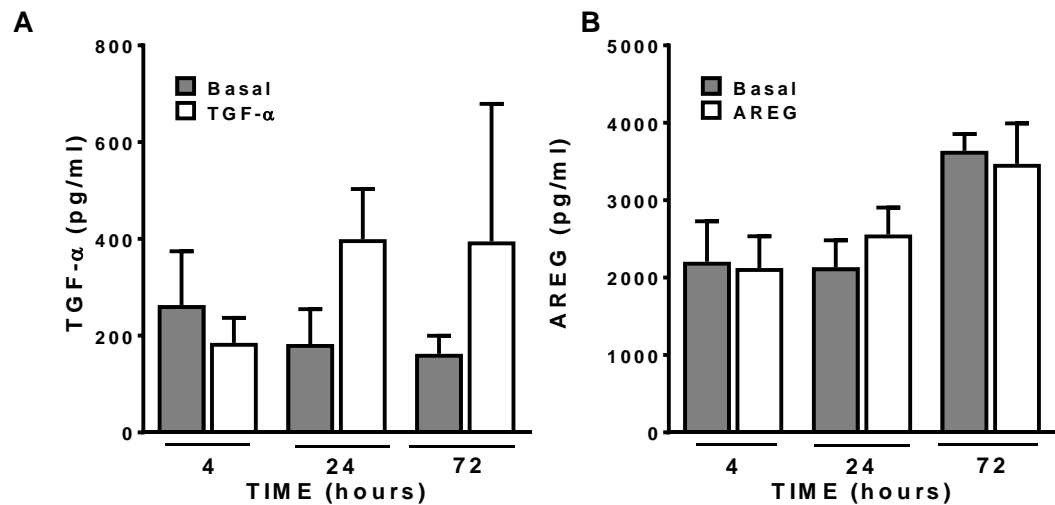 A
TGF-α (pg/ml)
800
600
400
200
0
Basal
TGF-α
4 24 72
TIME (hours)
B
AREG (pg/ml)
5000
4000
3000
2000
1000
0
Basal
AREG
4 24 72
TIME (hours)